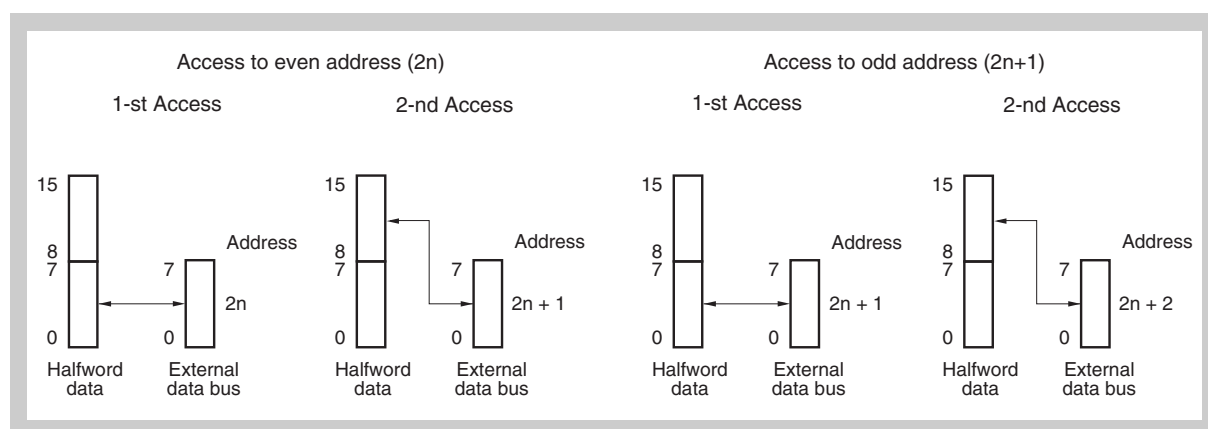 Access to even address (2n)
Access to odd address (2n+1)
1-st Access
2-nd Access
1-st Access
2-nd Access
15
8
7
0
7
0
Address
2n
Halfword
data
External
data bus
15
8
7
0
7
0
Address
2n + 1
Halfword
data
External
data bus
15
8
7
0
7
0
Address
2n + 1
Halfword
data
External
data bus
15
8
7
0
7
0
Address
2n + 2
Halfword
data
External
data bus